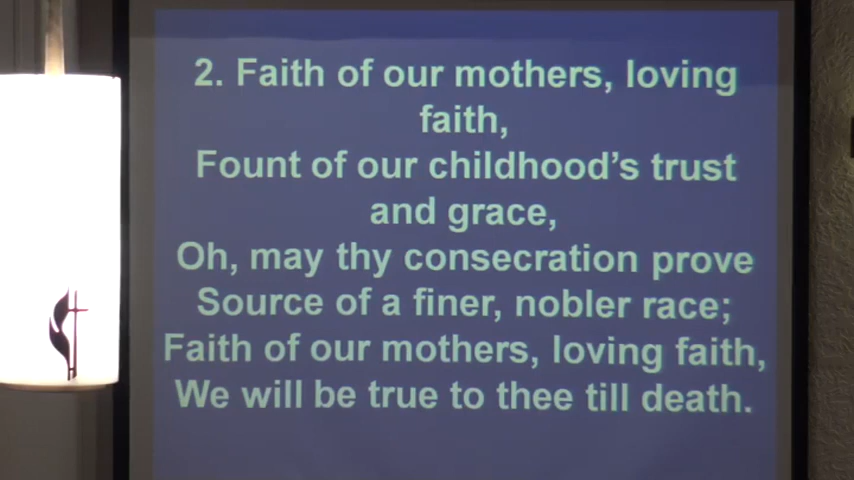 2. Faith of our mothers, loving
faith,
Fount of our childhood's trust
and grace,
Oh, may thy consecration prove
Source of a finer, nobler race;
Faith of our mothers, loving faith,
We will be true to thee till death.